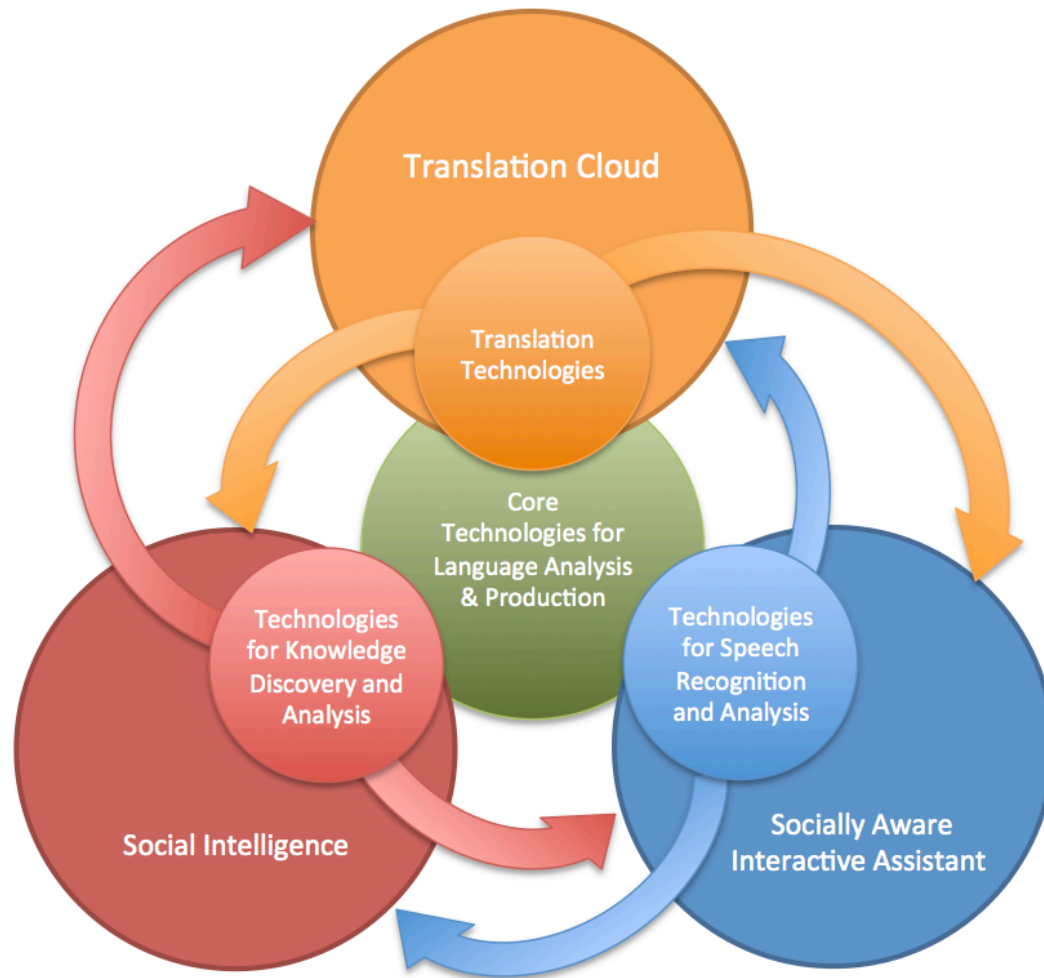 Translation Cloud
Translation
Technologies
Core
Technologies for
Language Analysis
& Production
Technologies
for Knowledge
Discovery and
Analysis
Technologies
for Speech
Recognition
and Analysis
Social Intelligence
Socially Aware
Interactive Assistant